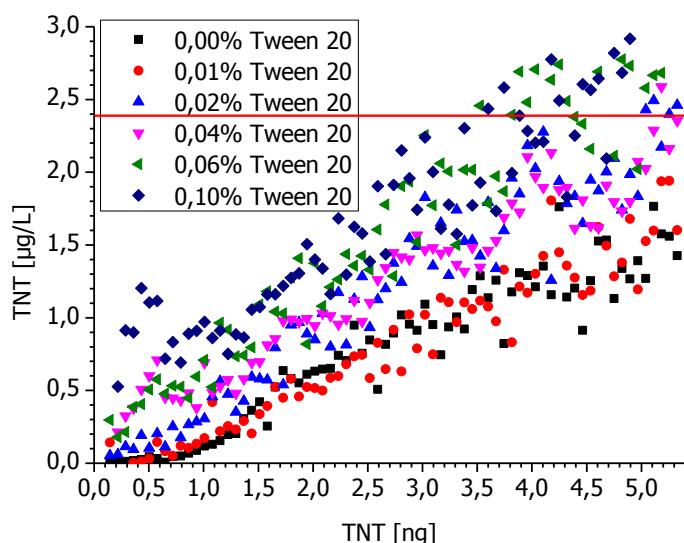 3,0
2,5
2,0
1,5
1,0
0,5
0,0
TNT [µg/L]
0,00% Tween 20
0,01% Tween 20
0,02% Tween 20
0,04% Tween 20
0,06% Tween 20
0,10% Tween 20
0,0 0,5 1,0 1,5 2,0 2,5 3,0 3,5 4,0 4,5 5,0
TNT [ng]